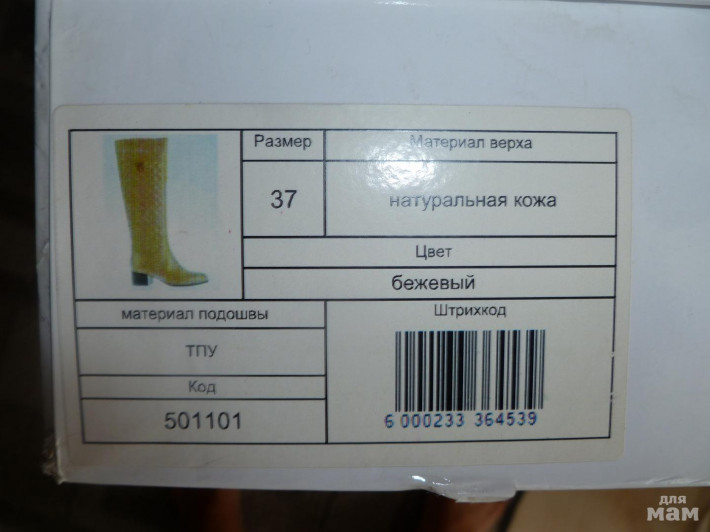 Размер
Материал верха
37
натуральная кожа
Цвет
бежевый
материал подошвы
Штрихкод
ТПУ
Код
501101
6 000233 364539
для
мам